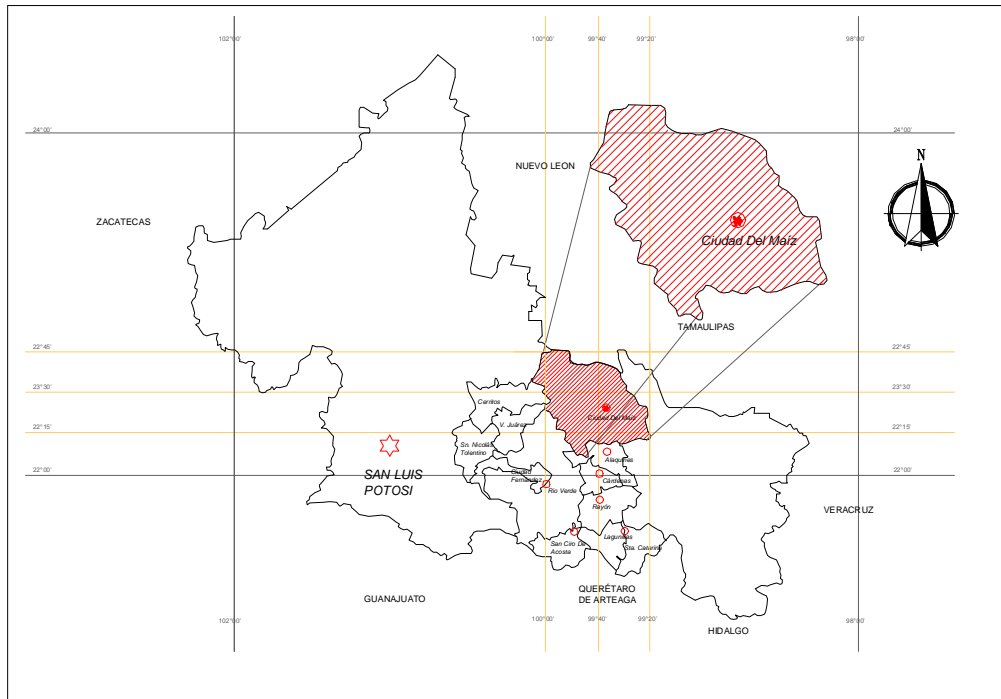 102°00'
100°00'
99°40'
99°20'
98°00'
24°00'
24°00'
NUEVO LEON
N
ZACATECAS
Ciudad Del Maíz
TAMAULIPAS
22°45'
22°45'
23°30'
23°30'
Cerritos
Ciudad Del Maíz
V. Juárez
22°15'
22°15'
Sn. Nicolás
Tolentino
Alaquines
SAN LUIS
POTOSI
22°00'
22°00'
Ciudad
Fernandez
Cárdenas
Rio Verde
Rayón
VERACRUZ
San Ciro De
Acosta
Lagunillas
Sta. Catarina
GUANAJUATO
QUERÉTARO
DE ARTEAGA
HIDALGO
102°00'
100°00'
99°40'
99°20'
98°00'